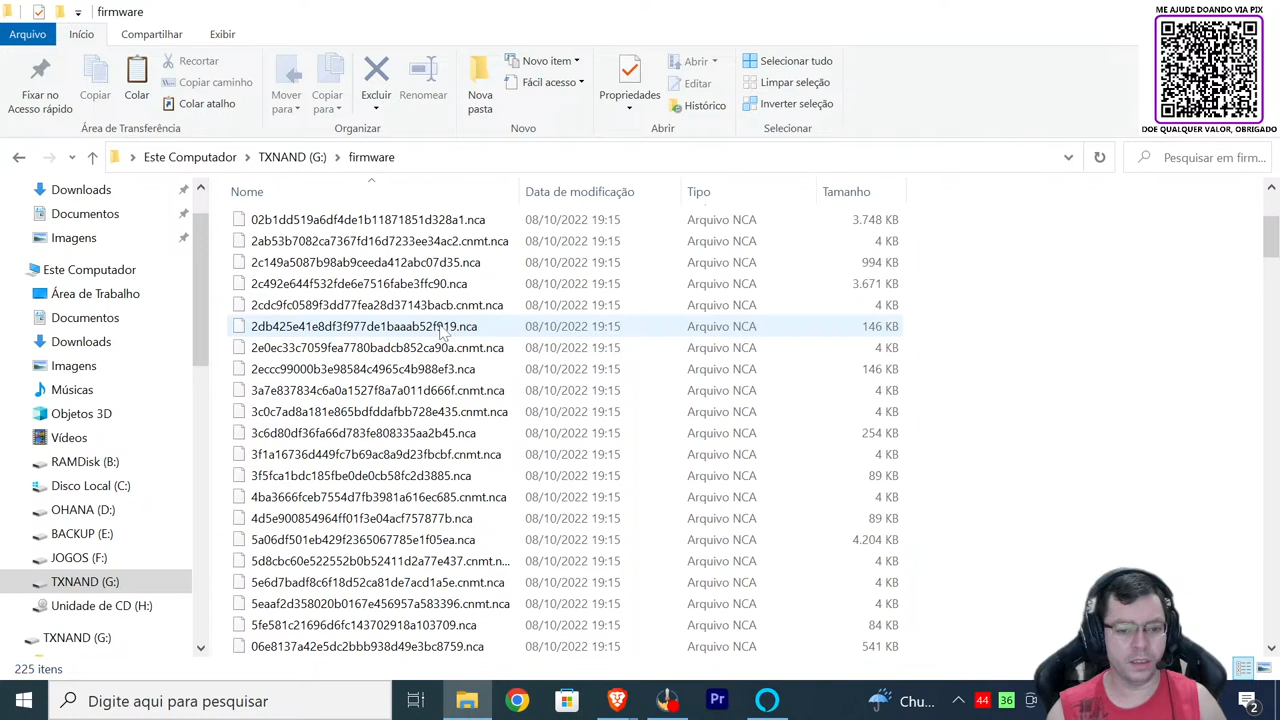 firmware
ME AJUDE DOANDO VIA PIX
Arquivo
Início
Compartilhar
Exibir
Fixar no
Acesso rápido
Copiar
Colar
Recortar
Copiar caminho
Colar atalho
Área de Transferência
Mover
para
Copiar
para
Excluir
Renomear
Organizar
Nova
pasta
Novo item
Fácil acesso
Novo
Propriedades
Abrir
Editar
Histórico
Abrir
Selecionar tudo
Limpar seleção
Inverter seleção
Selecionar
DOE QUALQUER VALOR, OBRIGADO
Este Computador > TXNAND (G:) > firmware
Pesquisar em firm...
Downloads
Documentos
Imagens
Este Computador
Área de Trabalho
Documentos
Downloads
Imagens
Músicas
Objetos 3D
Vídeos
RAMDisk (B:)
Disco Local (C:)
OHANA (D:)
BACKUP (E:)
JOGOS (F:)
TXNAND (G:)
Unidade de CD (H:)
TXNAND (G:)
Nome Data de modificação Tipo Tamanho
02b1dd519a6df4de1b11871851d328a1.nca 08/10/2022 19:15 Arquivo NCA 3.748 KB
2ab53b7082ca7367fd16d7233ee34ac2.cnmt.nca 08/10/2022 19:15 Arquivo NCA 4 KB
2c149a5087b98ab9ceeda412abc07d35.nca 08/10/2022 19:15 Arquivo NCA 994 KB
2c492e644f532fde6e7516fabe3ffc90.nca 08/10/2022 19:15 Arquivo NCA 3.671 KB
2cdc9fc0589f3dd77fea28d37143bacb.cnmt.nca 08/10/2022 19:15 Arquivo NCA 4 KB
08/10/2022 19:15 Arquivo NCA 146 KB
2e0ec33c7059fea7780badcb852ca90a.cnmt.nca 08/10/2022 19:15 Arquivo NCA 4 KB
2eccc99000b3e98584c4965c4b988ef3.nca 08/10/2022 19:15 Arquivo NCA 146 KB
3a7e837834c6a0a1527f8a7a011d666f.cnmt.nca 08/10/2022 19:15 Arquivo NCA 4 KB
3c0c7ad8a181e865bdfddafbb728e435.cnmt.nca 08/10/2022 19:15 Arquivo NCA 4 KB
3c6d80df36fa66d783fe808335aa2b45.nca 08/10/2022 19:15 Arquivo NCA 254 KB
3f1a16736d449fc7b69ac8a9d23fbcbf.cnmt.nca 08/10/2022 19:15 Arquivo NCA 4 KB
3f5fca1bdc185fbe0de0cb58fc2d3885.nca 08/10/2022 19:15 Arquivo NCA 89 KB
4ba3666fceb7554d7fb3981a616ec685.cnmt.nca 08/10/2022 19:15 Arquivo NCA 4 KB
4d5e900854964ff01f3e04acf757877b.nca 08/10/2022 19:15 Arquivo NCA 89 KB
5a06df501eb429f2365067785e1f05ea.nca 08/10/2022 19:15 Arquivo NCA 4.204 KB
5d8cbc60e522552b0b52411d2a77e437.cnmt.n... 08/10/2022 19:15 Arquivo NCA 4 KB
5e6d7badf8c6f18d52ca81de7acd1a5e.cnmt.nca 08/10/2022 19:15 Arquivo NCA 4 KB
5eaaf2d358020b0167e456957a583396.cnmt.nca 08/10/2022 19:15 Arquivo NCA 4 KB
5fe581c21696d6fc143702918a103709.nca 08/10/2022 19:15 Arquivo NCA 84 KB
06e8137a42e5dc2bbb938d49e3bc8759.nca 08/10/2022 19:15 Arquivo NCA 541 KB
225 itens
Digite aqui para pesquisar
Pr
Chu...
44
36
2